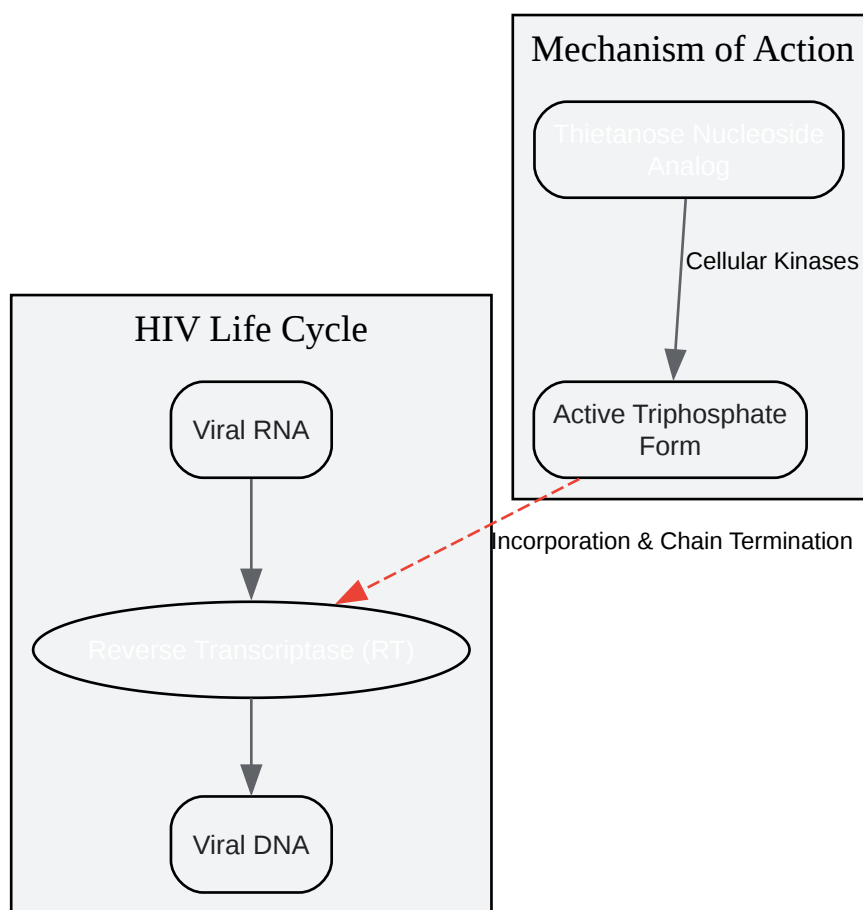 Mechanism of Action
Thietanose Nucleoside
Analog
Cellular Kinases
HIV Life Cycle
Viral RNA
Active Triphosphate
Form
Incorporation & Chain Termination
Reverse Transcriptase (RT)
Viral DNA